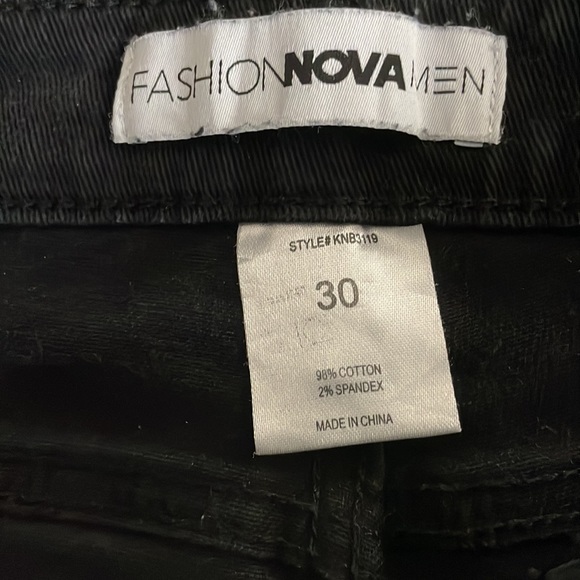 FASHIONNOVAMEN
STYLE# KNB3119
30
98% COTTON
2% SPANDEX
MADE IN CHINA